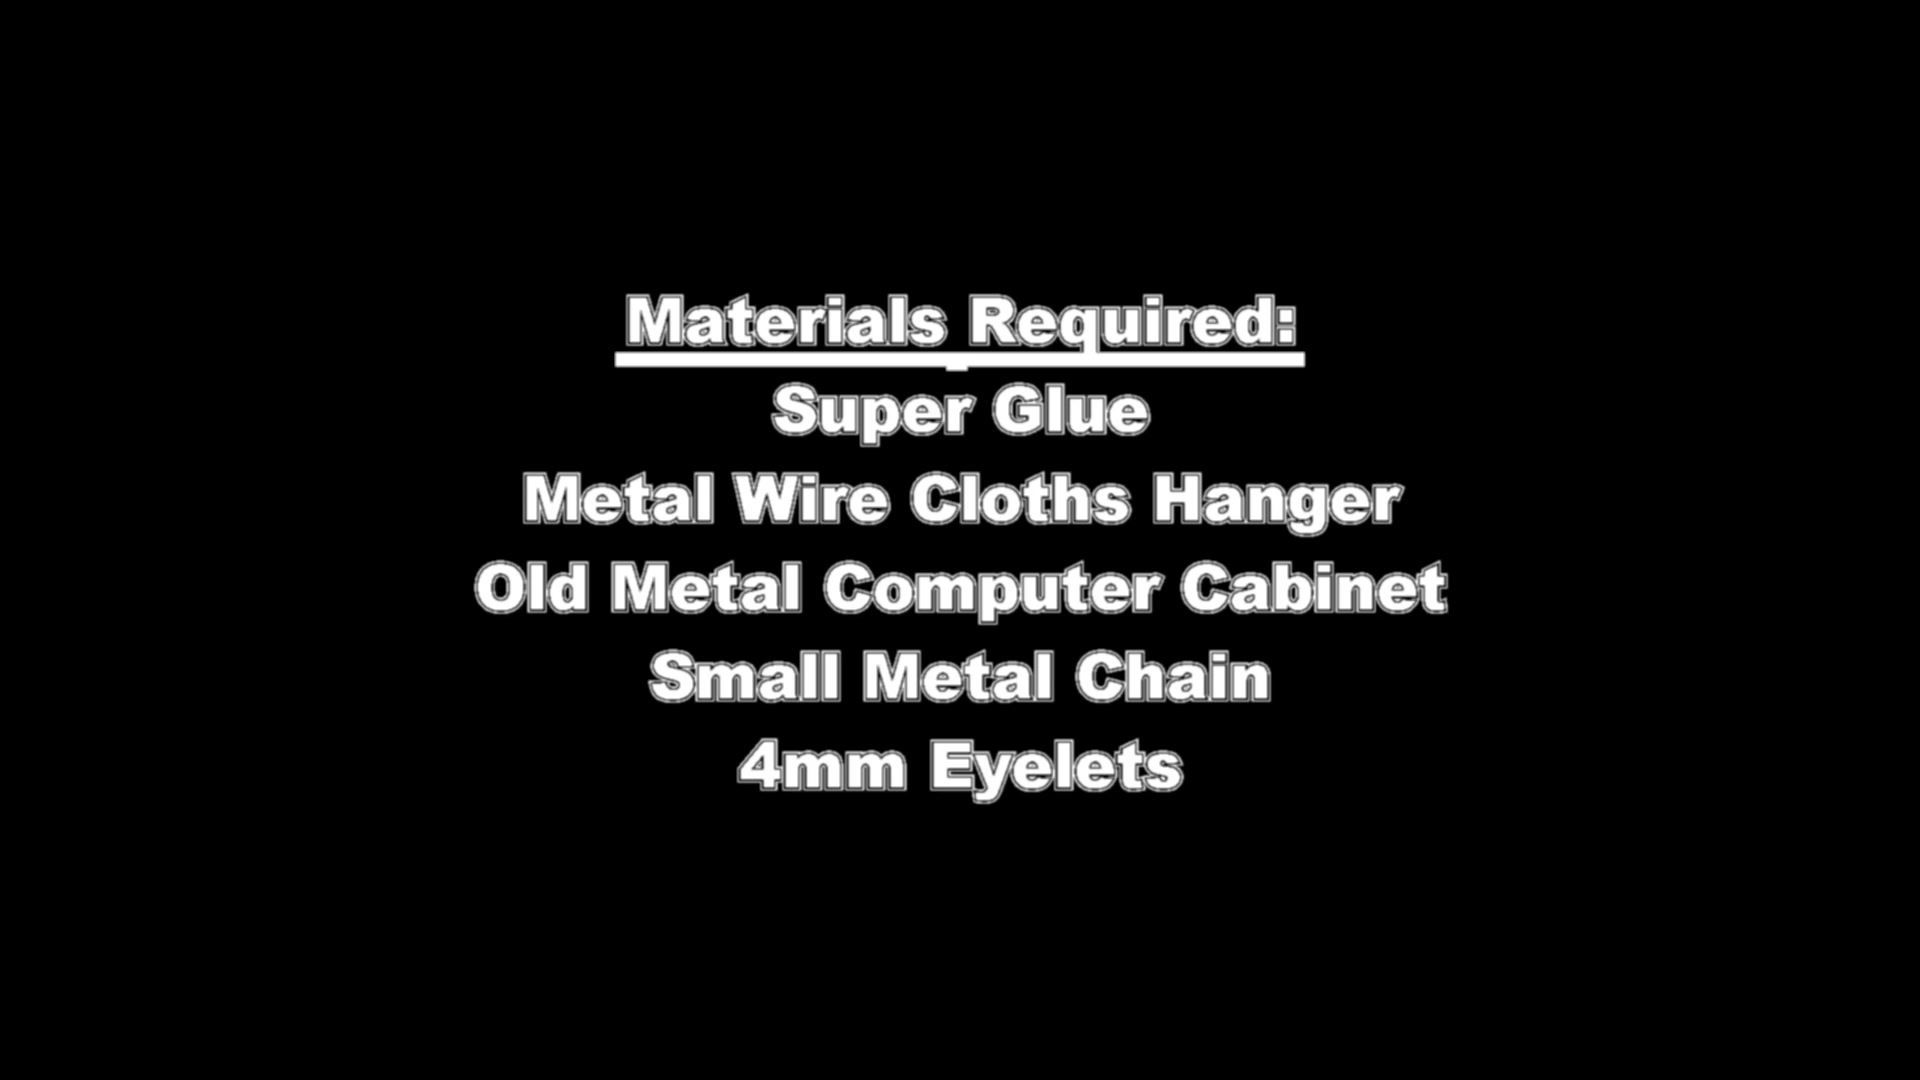 Materials Required:
Super Glue
Metal Wire Cloths Hanger
Old Metal Computer Cabinet
Small Metal Chain
4mm Eyelets